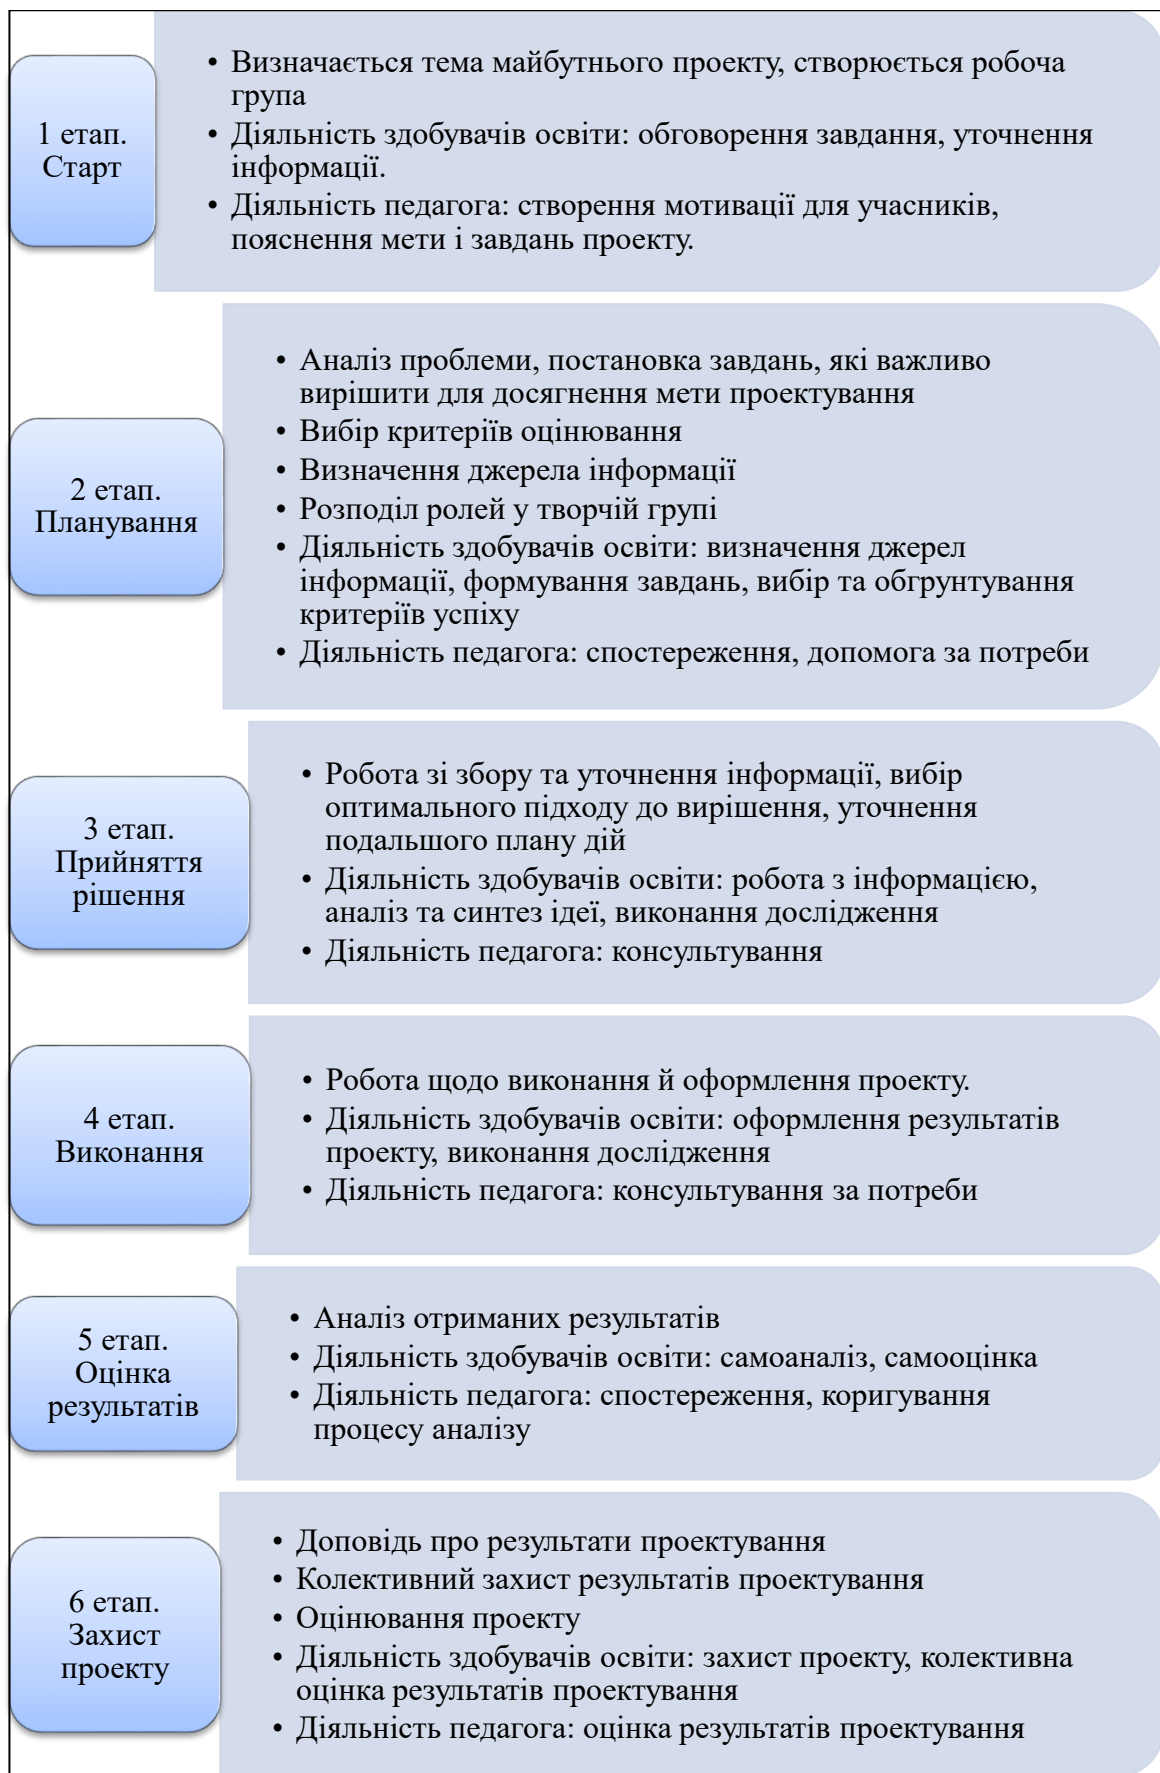 1 етап.
Старт
• Визначається тема майбутнього проекту, створюється робоча
група
• Діяльність здобувачів освіти: обговорення завдання, уточнення
інформації.
• Діяльність педагога: створення мотивації для учасників,
пояснення мети і завдань проекту.
2 етап.
Планування
• Аналіз проблеми, постановка завдань, які важливо
вирішити для досягнення мети проектування
• Вибір критеріїв оцінювання
• Визначення джерела інформації
• Розподіл ролей у творчій групі
• Діяльність здобувачів освіти: визначення джерел
інформації, формування завдань, вибір та обгрунтування
критеріїв успіху
• Діяльність педагога: спостереження, допомога за потреби
3 етап.
Прийняття
рішення
• Робота зі збору та уточнення інформації, вибір
оптимального підходу до вирішення, уточнення
подальшого плану дій
• Діяльність здобувачів освіти: робота з інформацією,
аналіз та синтез ідеї, виконання дослідження
• Діяльність педагога: консультування
4 етап.
Виконання
• Робота щодо виконання й оформлення проекту.
• Діяльність здобувачів освіти: оформлення результатів
проекту, виконання дослідження
• Діяльність педагога: консультування за потреби
5 етап.
Оцінка
результатів
• Аналіз отриманих результатів
• Діяльність здобувачів освіти: самоаналіз, самооцінка
• Діяльність педагога: спостереження, коригування
процесу аналізу
6 етап.
Захист
проекту
• Доповідь про результати проектування
• Колективний захист результатів проектування
• Оцінювання проекту
• Діяльність здобувачів освіти: захист проекту, колективна
оцінка результатів проектування
• Діяльність педагога: оцінка результатів проектування